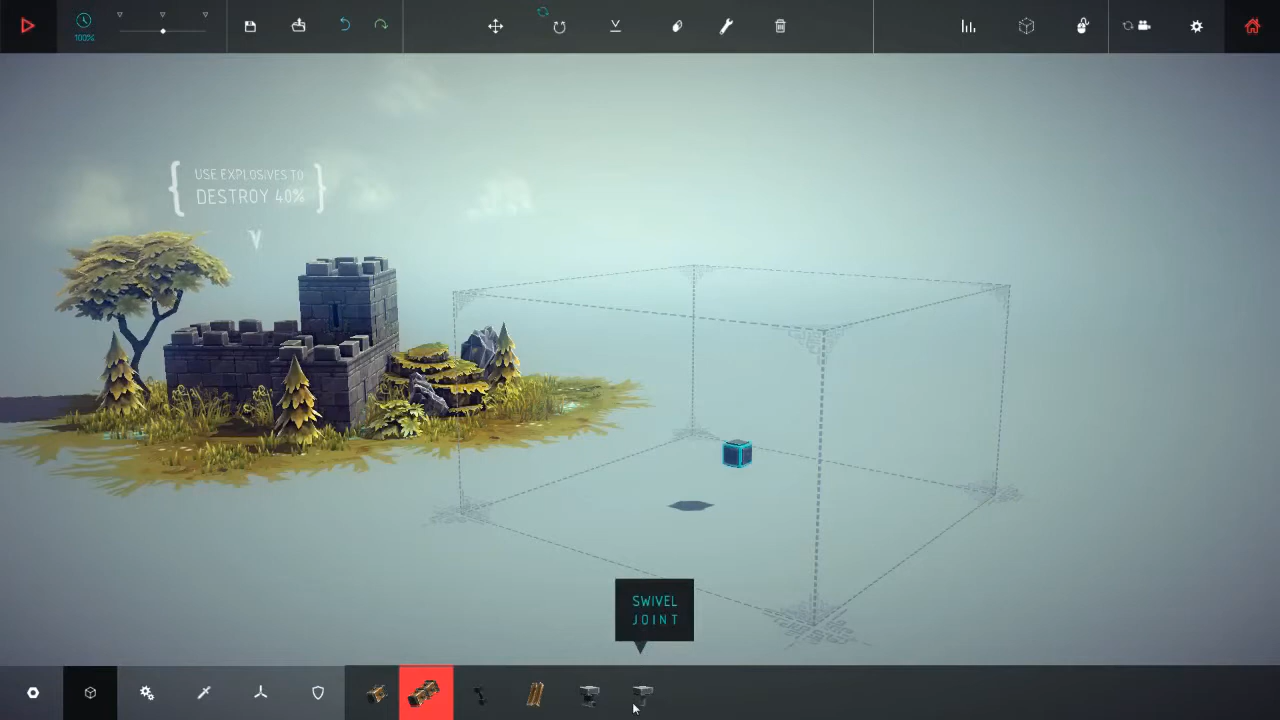 100%
USE EXPLOSIVES TO
DESTROY 40%
SWIVEL
JOINT